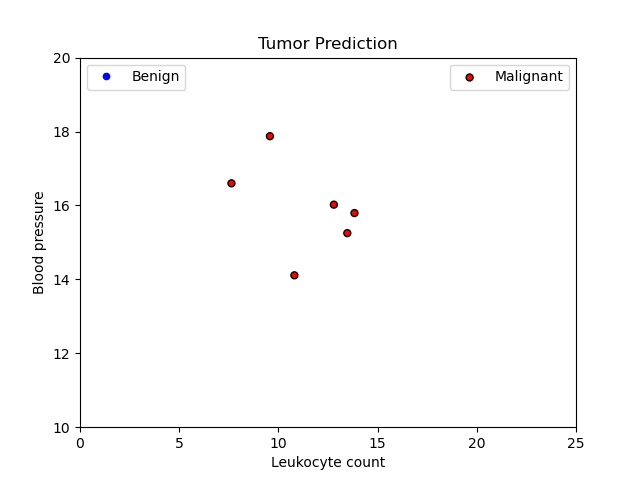 Tumor Prediction
Benign
Malignant
20
18
16
14
12
10
Blood pressure
0 5 10 15 20 25
Leukocyte count